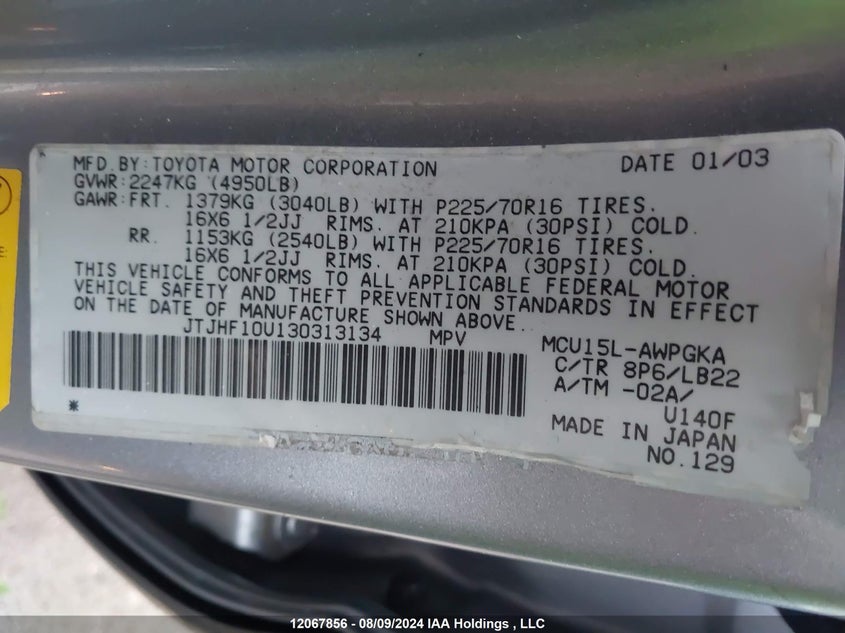 MFD.BY:TOYOTA MOTOR CORPORATION DATE 01/03
GVWR:2247KG (4950LB)
GAWR:FRT. 1379KG (3040LB) WITH P225/70R16 TIRES.
16X6 1/2JJ RIMS. AT 210KPA (30PSI) COLD.
RR. 1153KG (2540LB) WITH P225/70R16 TIRES.
16X6 1/2JJ RIMS. AT 210KPA (30PSI) COLD.
THIS VEHICLE CONFORMS TO ALL APPLICABLE FEDERAL MOTOR
VEHICLE SAFETY AND THEFT PREVENTION STANDARDS IN EFFECT
ON THE DATE OF MANUFACTURE SHOWN ABOVE.
JTJHF10U130313134 MPV
MCU15L-AWPGKA
C/TR 8P6/LB22
A/TM -02A/
U140F
MADE IN JAPAN
NO.129
12067856 - 08/09/2024 IAA Holdings , LLC